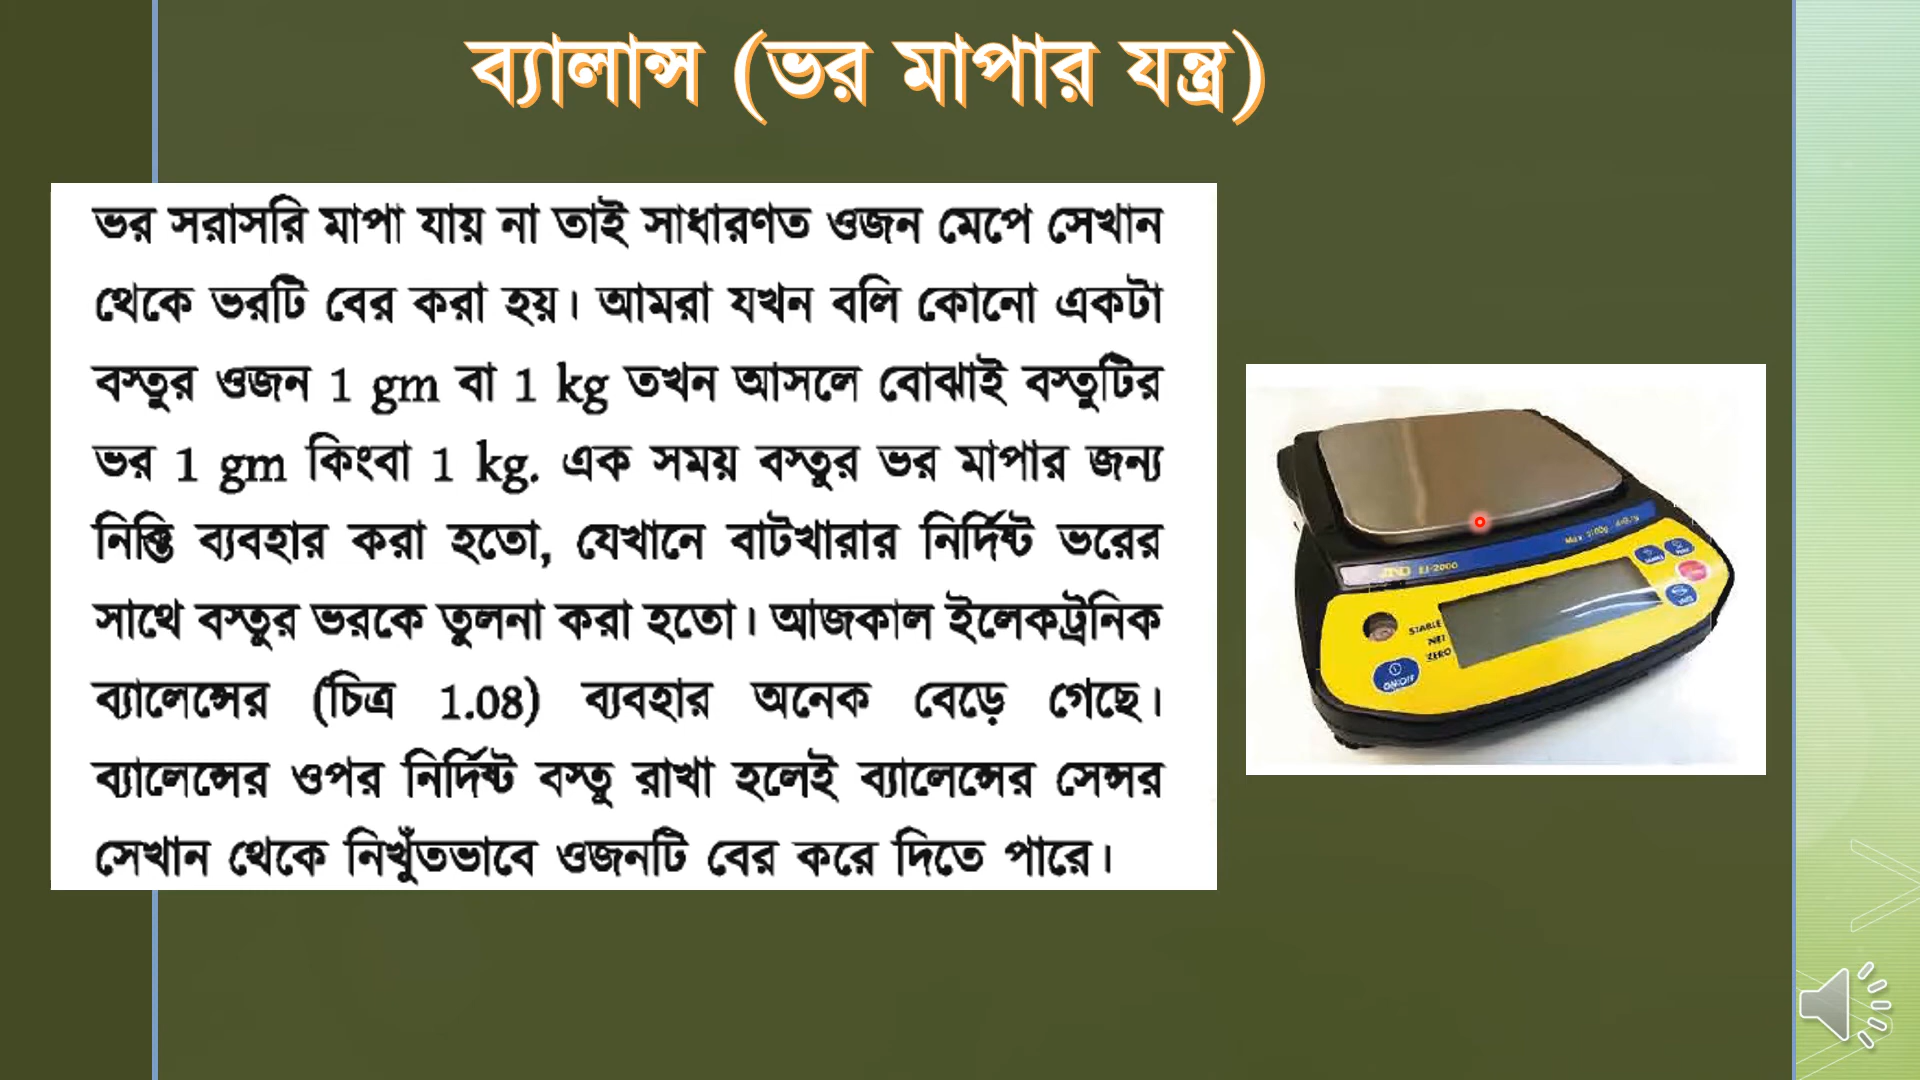 ব্যালান্স (ভর মাপার যন্ত্র)
ভর সরাসরি মাপা যায় না তাই সাধারণত ওজন মেপে সেখান
থেকে ভরটি বের করা হয়। আমরা যখন বলি কোনো একটা
বস্তুর ওজন 1 gm বা 1 kg তখন আসলে বোঝাই বস্তুটির
ভর 1 gm কিংবা 1 kg. এক সময় বস্তুর ভর মাপার জন্য
নিক্তি ব্যবহার করা হতো, যেখানে বাটখারার নির্দিষ্ট ভরের
সাথে বস্তুর ভরকে তুলনা করা হতো। আজকাল ইলেকট্রনিক
ব্যালেন্সের (চিত্র 1.08) ব্যবহার অনেক বেড়ে গেছে।
ব্যালেন্সের ওপর নির্দিষ্ট বস্তু রাখা হলেই ব্যালেন্সের সেন্সর
সেখান থেকে নিখুঁতভাবে ওজনটি বের করে দিতে পারে।
EJ-2000
STABLE
NET
ZERO
ON/OFF